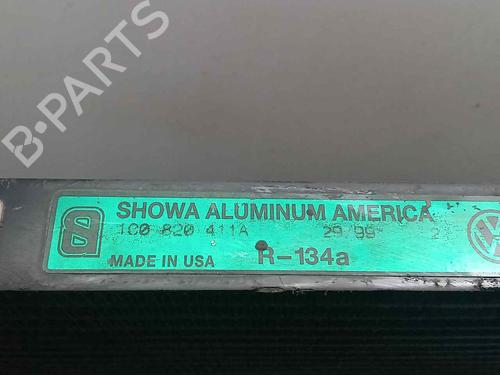 B-PARTS
SHOWA ALUMINUM AMERICA
1C0 820 411A 29 99 2
MADE IN USA R-134a